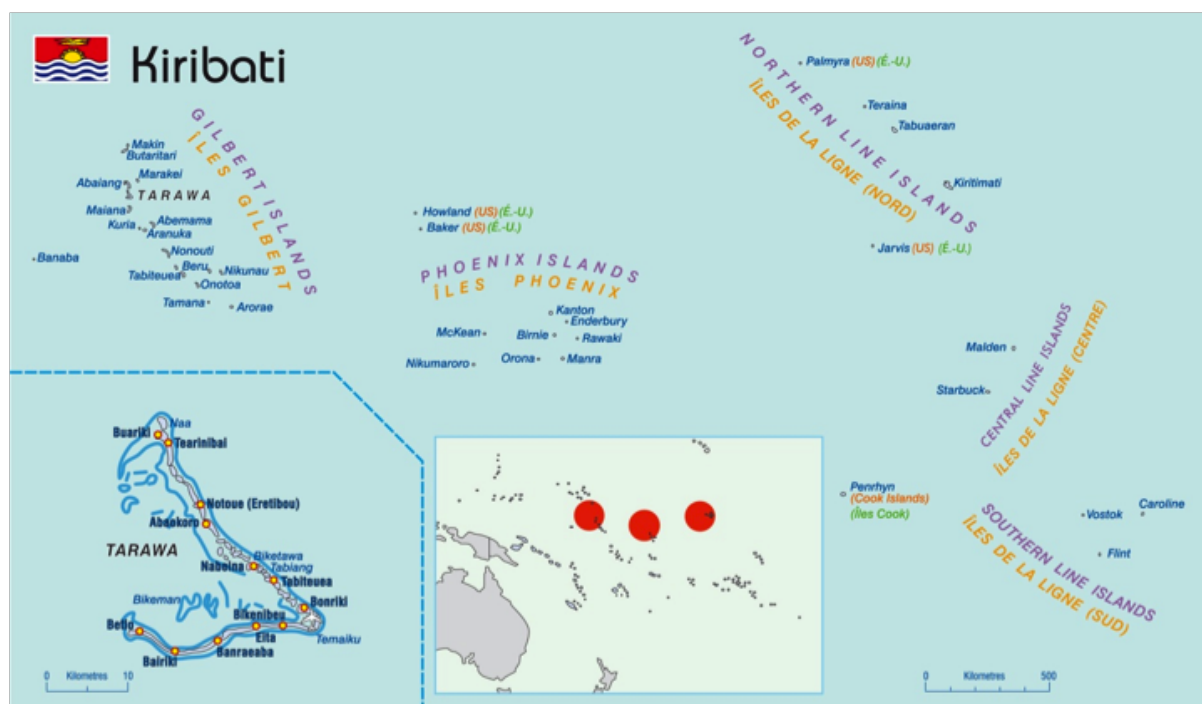 Kiribati
GILBERT ISLANDS
ÎLES GILBERT
Makin
Butaritari
Marakei
Abaiang
TARAWA
Maiana
Kuria
Abemama
Aranuka
Banaba
Nonouti
Beru
Nikunau
Tabiteuea
Onotoa
Tamana
Arorae
Howland (US) (É.-U.)
Baker (US) (É.-U.)
PHOENIX ISLANDS
ÎLES PHOENIX
Kanton
Enderbury
McKean
Birnie
Rawaki
Nikumaroro
Orona
Manra
NORTHERN LINE ISLANDS
ÎLES DE LA LIGNE (NORD)
Palmyra (US) (É.-U.)
Teraina
Tabuaeran
Kiritimati
Jarvis (US) (É.-U.)
CENTRAL LINE ISLANDS
ÎLES DE LA LIGNE (CENTRE)
Malden
Starbuck
Penrhyn
(Cook Islands)
(Îles Cook)
SOUTHERN LINE ISLANDS
ÎLES DE LA LIGNE (SUD)
Vostok
Caroline
Flint
Naa
Buariki
Tearinibai
Notoue (Eretibou)
Abaokoro
TARAWA
Biketawa
Nabeina
Tabiang
Tabiteuea
Bikeman
Bonriki
Bikenibeu
Betio
Eita
Temaiku
Banraeaba
Bairiki
Kilometres
0 10
Kilometres
0 500